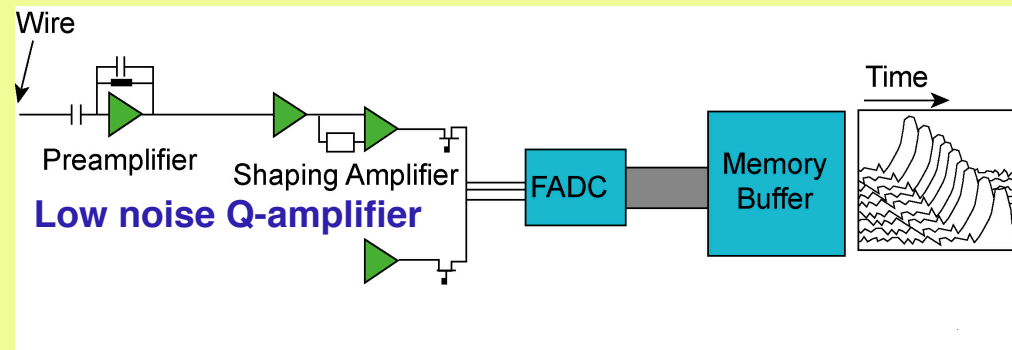 Wire
Time
Preamplifier
Shaping Amplifier
Low noise Q-amplifier
FADC
Memory
Buffer